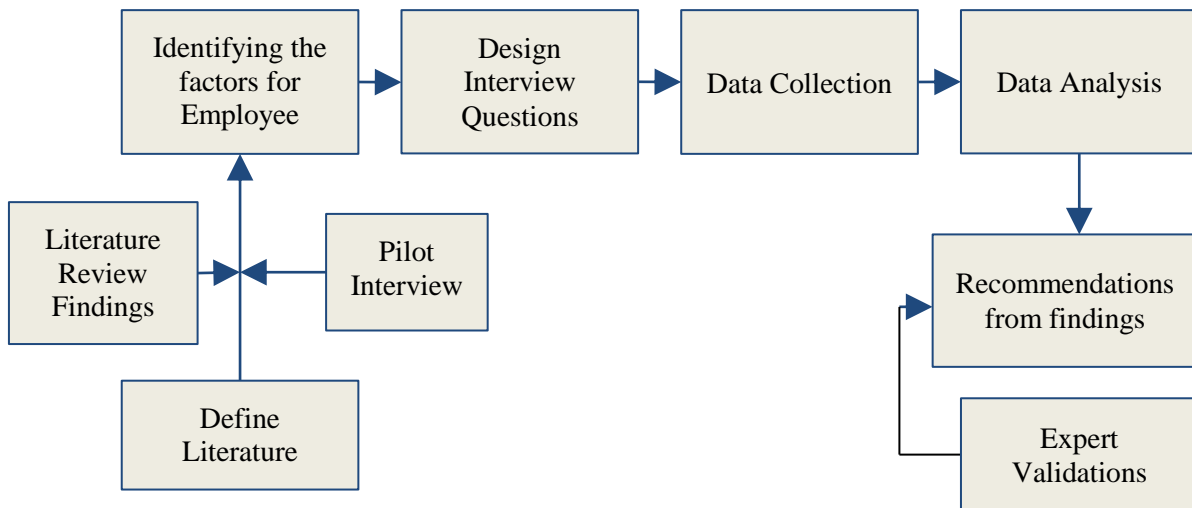 Identifying the
factors for
Employee
Design
Interview
Questions
Data Collection
Data Analysis
Literature
Review
Findings
Pilot
Interview
Recommendations
from findings
Define
Literature
Expert
Validations